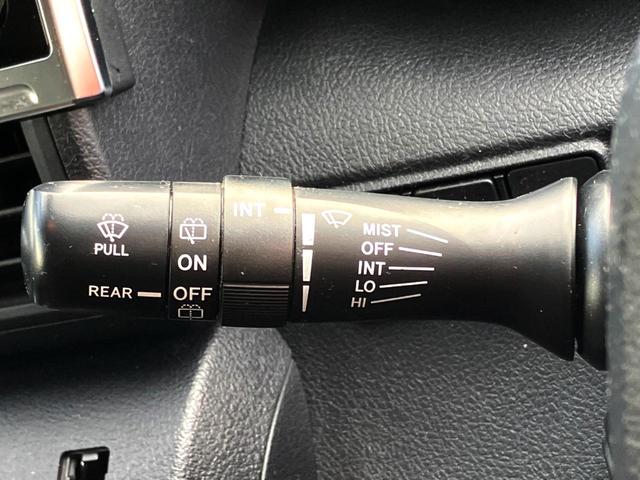 PULL
REAR
ON
OFF
INT
MIST
OFF
INT
LO
HI